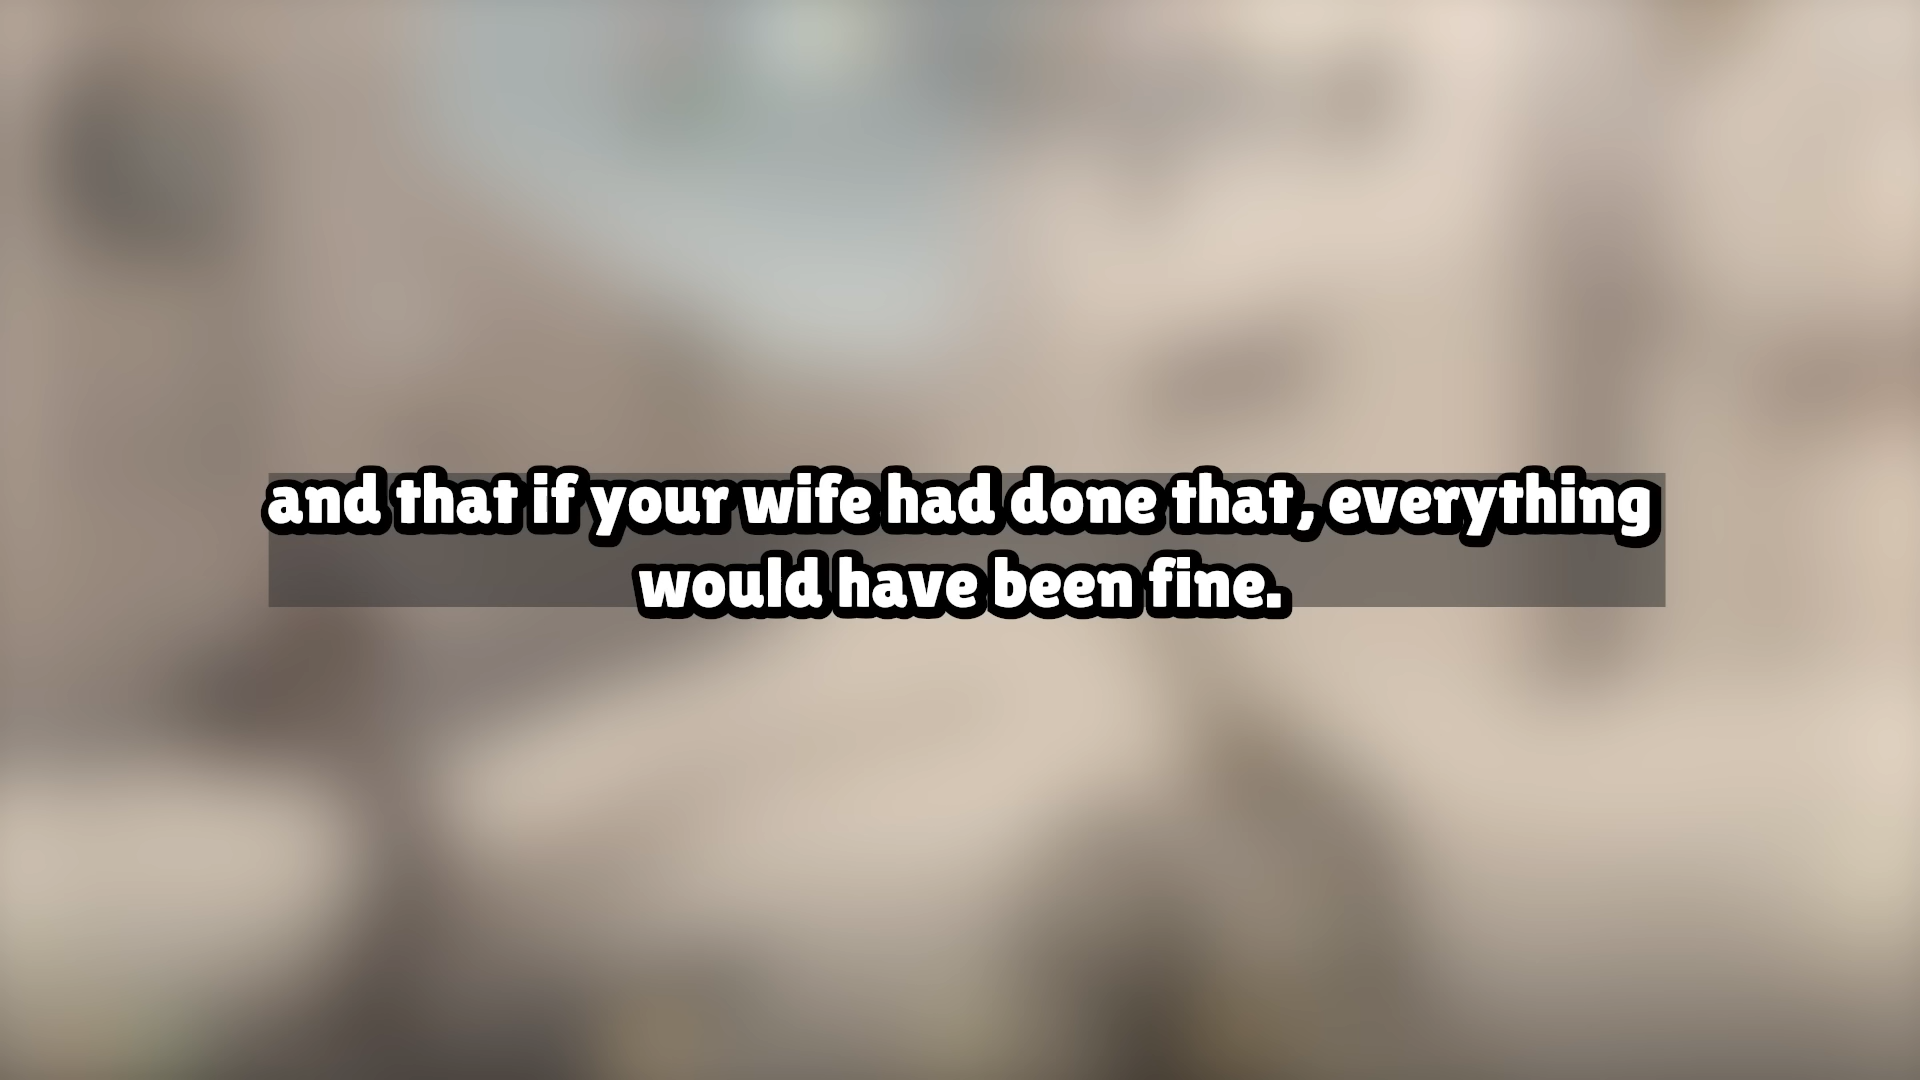 and that if your wife had done that, everything
would have been fine.